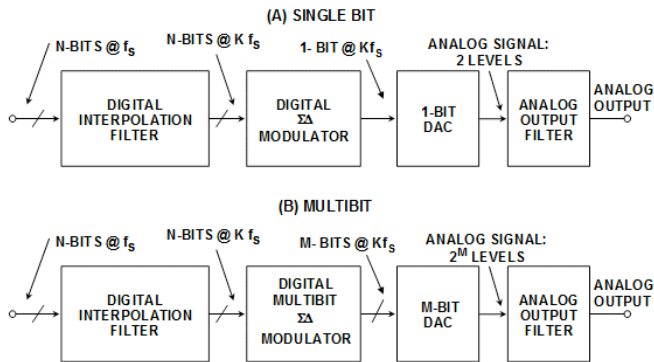 (A) SINGLE BIT
N-BITS @ fS
N-BITS @ K fS
1- BIT @ KfS
ANALOG SIGNAL:
2 LEVELS
DIGITAL
INTERPOLATION
FILTER
DIGITAL
ΣΔ
MODULATOR
1-BIT
DAC
ANALOG
OUTPUT
FILTER
ANALOG
OUTPUT
(B) MULTIBIT
N-BITS @ fS
N-BITS @ K fS
M- BITS @ KfS
ANALOG SIGNAL:
2M LEVELS
DIGITAL
INTERPOLATION
FILTER
DIGITAL
MULTIBIT
ΣΔ
MODULATOR
M-BIT
DAC
ANALOG
OUTPUT
FILTER
ANALOG
OUTPUT